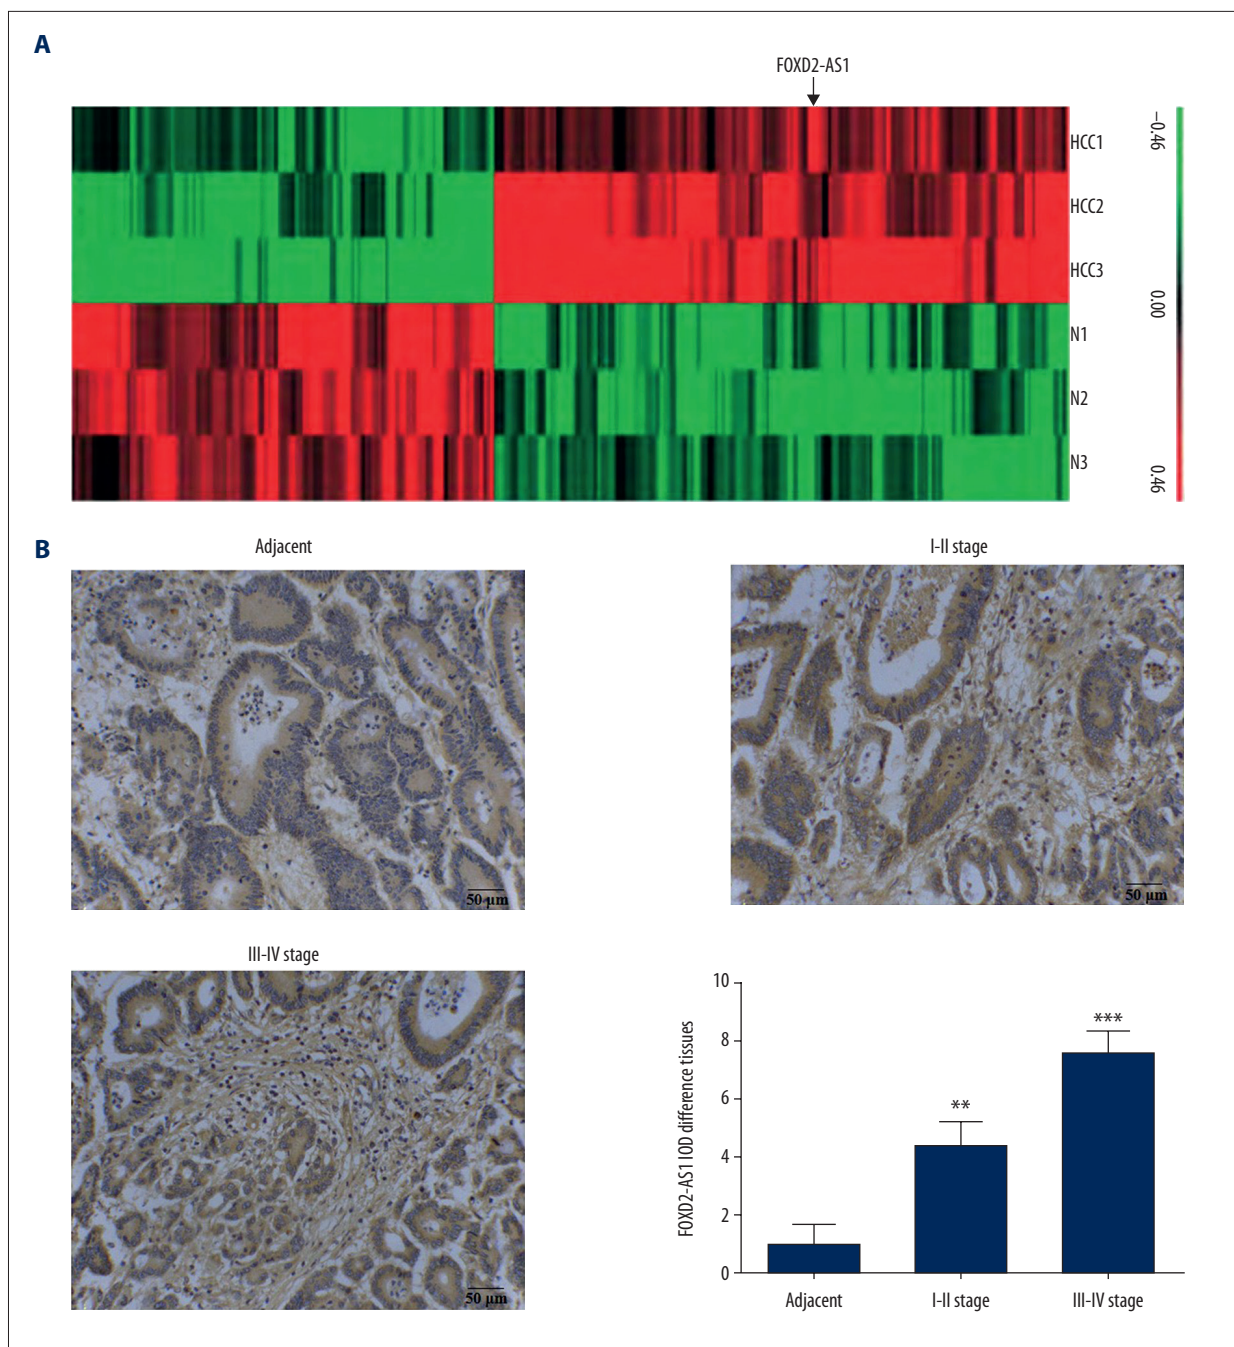 A
FOXD2-AS1
HCC1
HCC2
HCC3
N1
N2
N3
−0.46
0.00
0.46
B
Adjacent
50 µm
I-II stage
50 µm
III-IV stage
50 µm
FOXD2-AS1 IOD difference tissues
10
8
6
4
2
0
**
***
Adjacent
I-II stage
III-IV stage